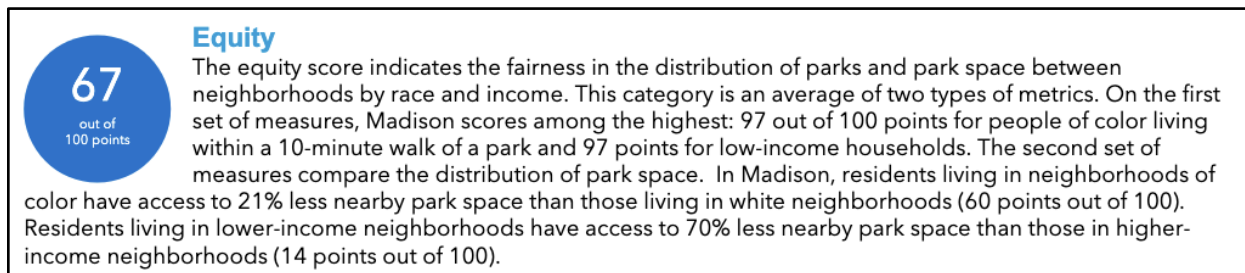 Equity
67
out of
100 points
The equity score indicates the fairness in the distribution of parks and park space between
neighborhoods by race and income. This category is an average of two types of metrics. On the first
set of measures, Madison scores among the highest: 97 out of 100 points for people of color living
within a 10-minute walk of a park and 97 points for low-income households. The second set of
measures compare the distribution of park space.  In Madison, residents living in neighborhoods of
color have access to 21% less nearby park space than those living in white neighborhoods (60 points out of 100).
Residents living in lower-income neighborhoods have access to 70% less nearby park space than those in higher-
income neighborhoods (14 points out of 100).